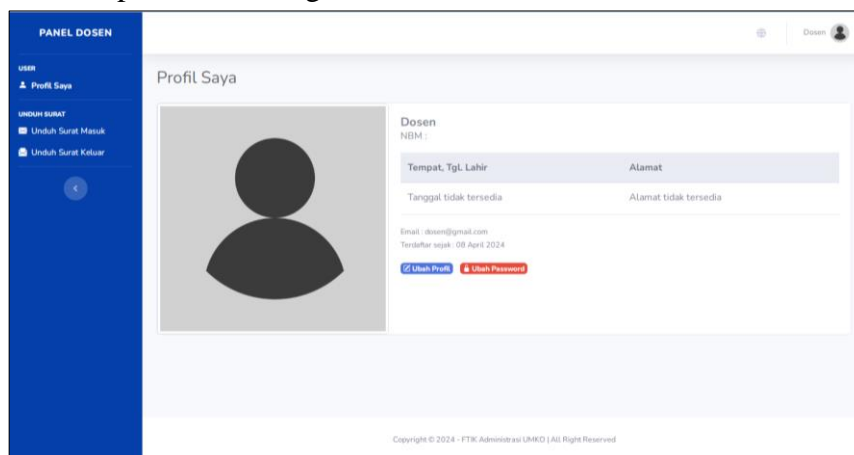 PANEL DOSEN
Dosen
USER
Profil Saya
UNDUH SURAT
Unduh Surat Masuk
Unduh Surat Keluar
Profil Saya
Dosen
NBM :
Tempat, Tgl. Lahir Alamat
Tanggal tidak tersedia Alamat tidak tersedia
Email : dosen@gmail.com
Terdaftar sejak : 08 April 2024
Ubah Profil Ubah Password
Copyright © 2024 - FTIK Administrasi UMKO | All Right Reserved